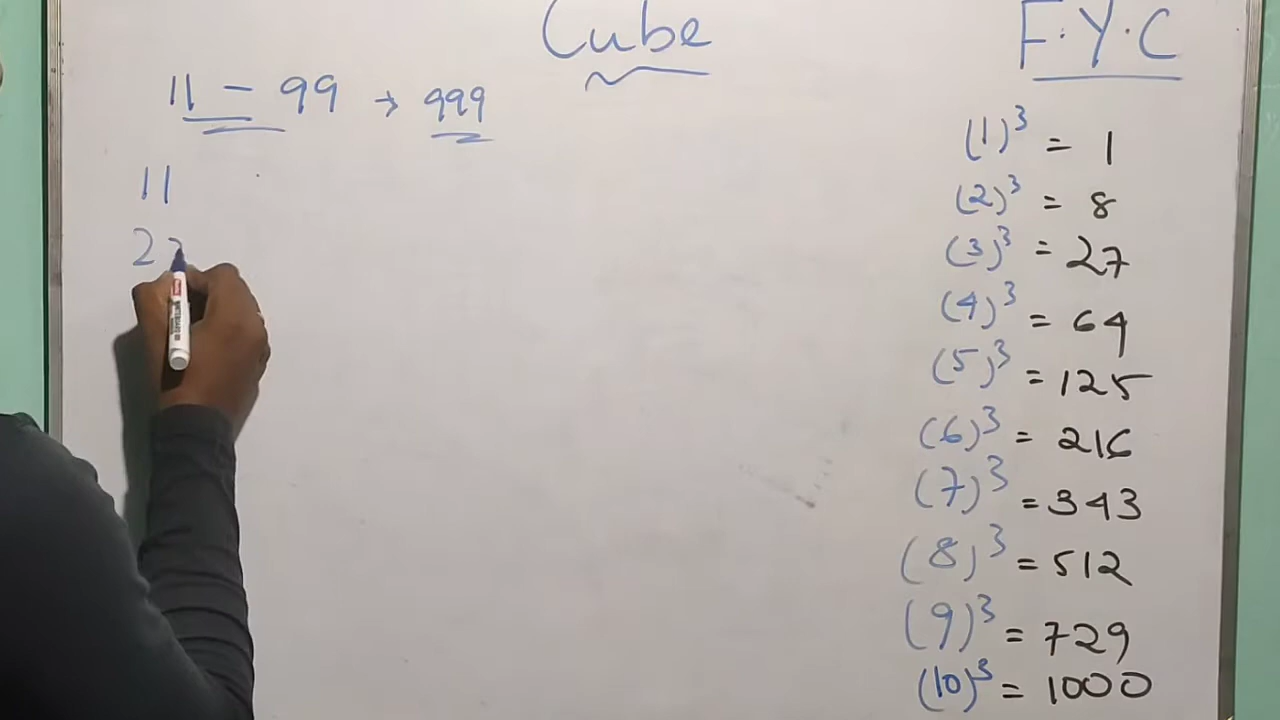 Cube
F.Y.C
11 - 99 → 999
11
22
(1)³ = 1
(2)³ = 8
(3)³ = 27
(4)³ = 64
(5)³ = 125
(6)³ = 216
(7)³ = 343
(8)³ = 512
(9)³ = 729
(10)³ = 1000